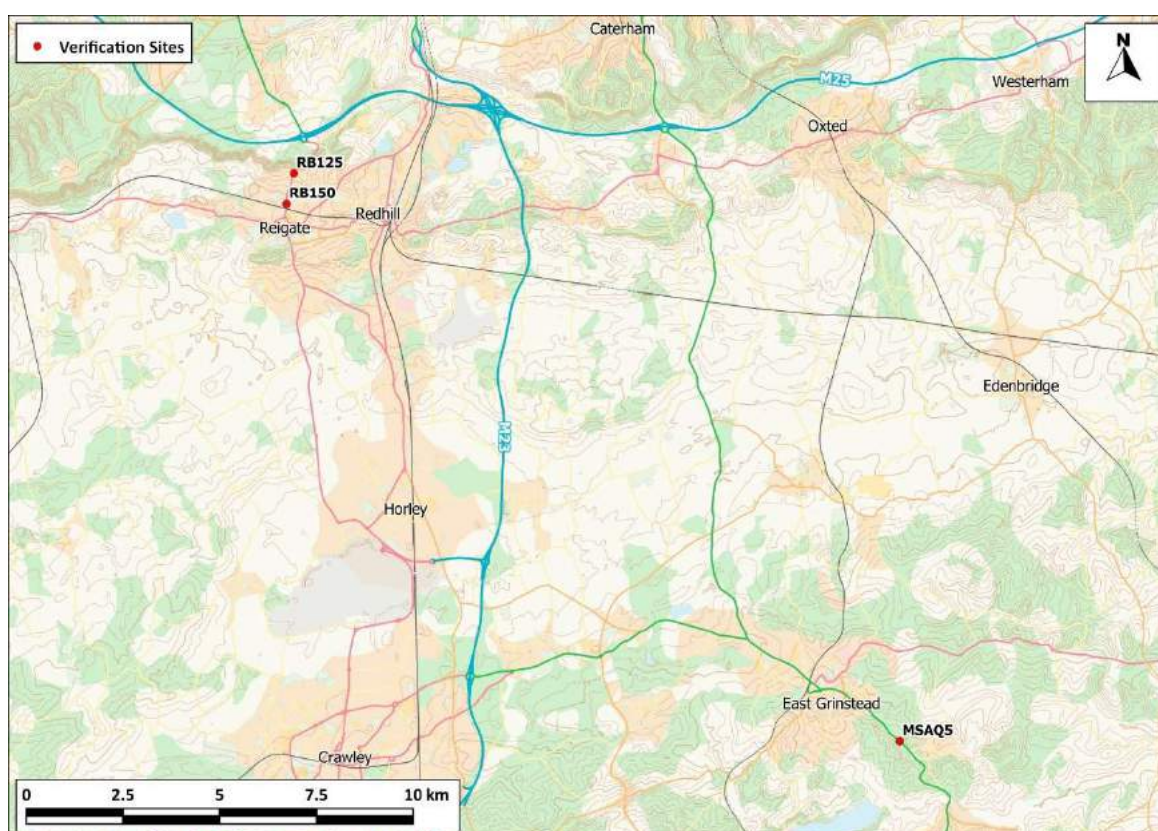 Verification Sites
Caterham
N
M25
Westerham
Oxted
RB125
RB150
Redhill
Reigate
Edenbridge
M23
Horley
East Grinstead
MSAQ5
Crawley
0 2.5 5 7.5 10 km